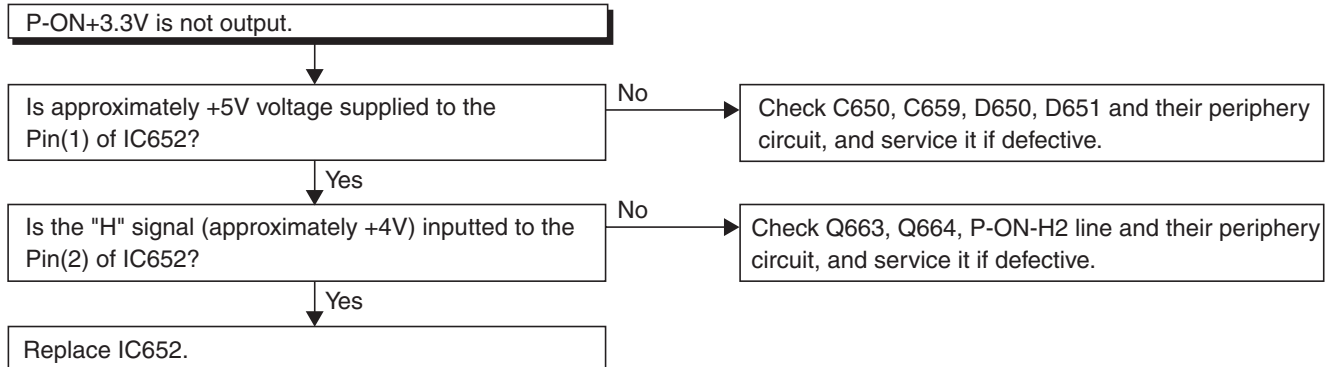 P-ON+3.3V is not output.
Is approximately +5V voltage supplied to the
Pin(1) of IC652?
No
Check C650, C659, D650, D651 and their periphery
circuit, and service it if defective.
Yes
Is the "H" signal (approximately +4V) inputted to the
Pin(2) of IC652?
No
Check Q663, Q664, P-ON-H2 line and their periphery
circuit, and service it if defective.
Yes
Replace IC652.